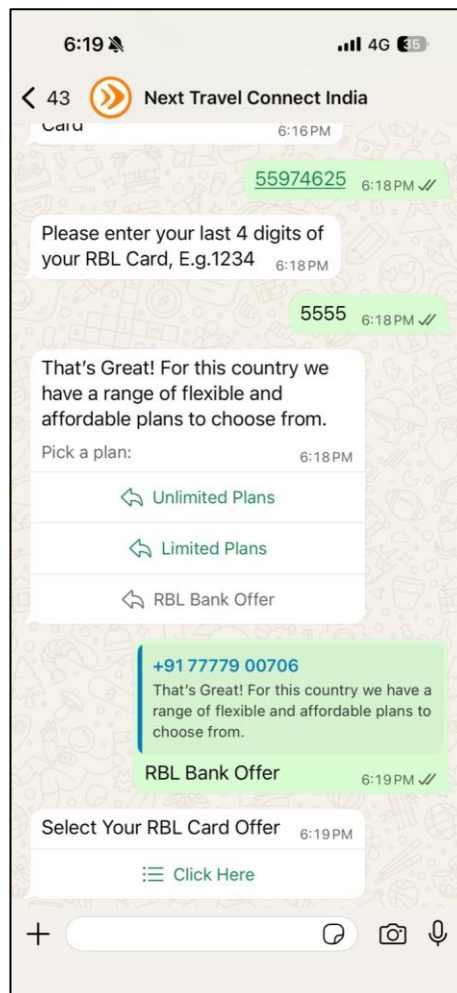 6:19
4G 35
43 Next Travel Connect India
Card
6:16 PM
55974625 6:18 PM
Please enter your last 4 digits of
your RBL Card, E.g.1234 6:18 PM
5555 6:18 PM
That's Great! For this country we
have a range of flexible and
affordable plans to choose from.
Pick a plan: 6:18 PM
Unlimited Plans
Limited Plans
RBL Bank Offer
+91 77779 00706
That's Great! For this country we have a
range of flexible and affordable plans to
choose from.
RBL Bank Offer 6:19 PM
Select Your RBL Card Offer 6:19 PM
Click Here